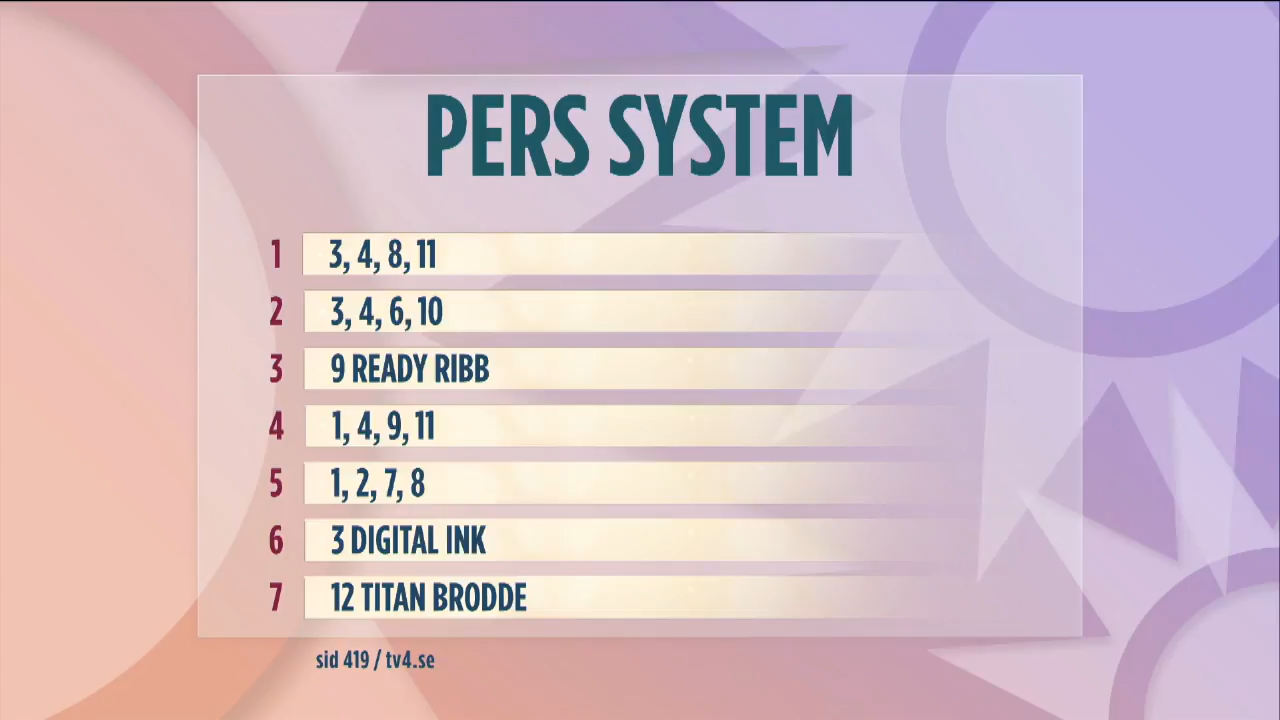 PERS SYSTEM
1 3, 4, 8, 11
2 3, 4, 6, 10
3 9 READY RIBB
4 1, 4, 9, 11
5 1, 2, 7, 8
6 3 DIGITAL INK
7 12 TITAN BRODDE
sid 419 / tv4.se